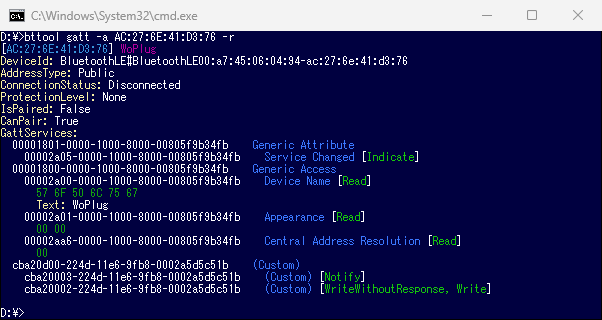 C:\Windows\System32\cmd.exe
D:¥>bttool gatt -a AC:27:6E:41:D3:76 -r
[AC:27:6E:41:D3:76] WoPlug
DeviceId: BluetoothLE#BluetoothLE00:a7:45:06:04:94-ac:27:6e:41:d3:76
AddressType: Public
ConnectionStatus: Disconnected
ProtectionLevel: None
IsPaired: False
CanPair: True
GattServices:
00001801-0000-1000-8000-00805f9b34fb Generic Attribute
00002a05-0000-1000-8000-00805f9b34fb Service Changed [Indicate]
00001800-0000-1000-8000-00805f9b34fb Generic Access
00002a00-0000-1000-8000-00805f9b34fb Device Name [Read]
57 6F 50 6C 75 67
Text: WoPlug
00002a01-0000-1000-8000-00805f9b34fb Appearance [Read]
00 00
00002aa6-0000-1000-8000-00805f9b34fb Central Address Resolution [Read]
00
cba20d00-224d-11e6-9fb8-0002a5d5c51b (Custom)
cba20003-224d-11e6-9fb8-0002a5d5c51b (Custom) [Notify]
cba20002-224d-11e6-9fb8-0002a5d5c51b (Custom) [WriteWithoutResponse, Write]
D:¥>